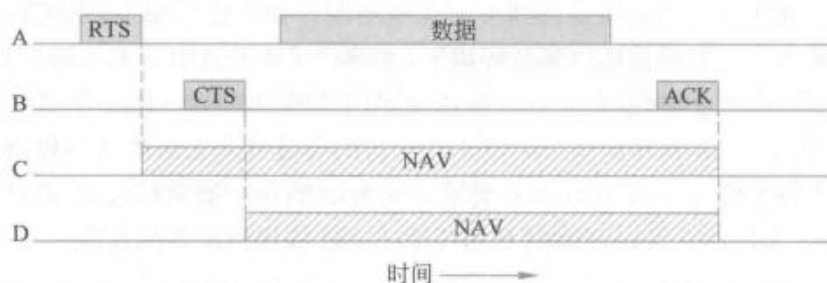 A RTS 数据
B CTS ACK
C NAV
D NAV
时间